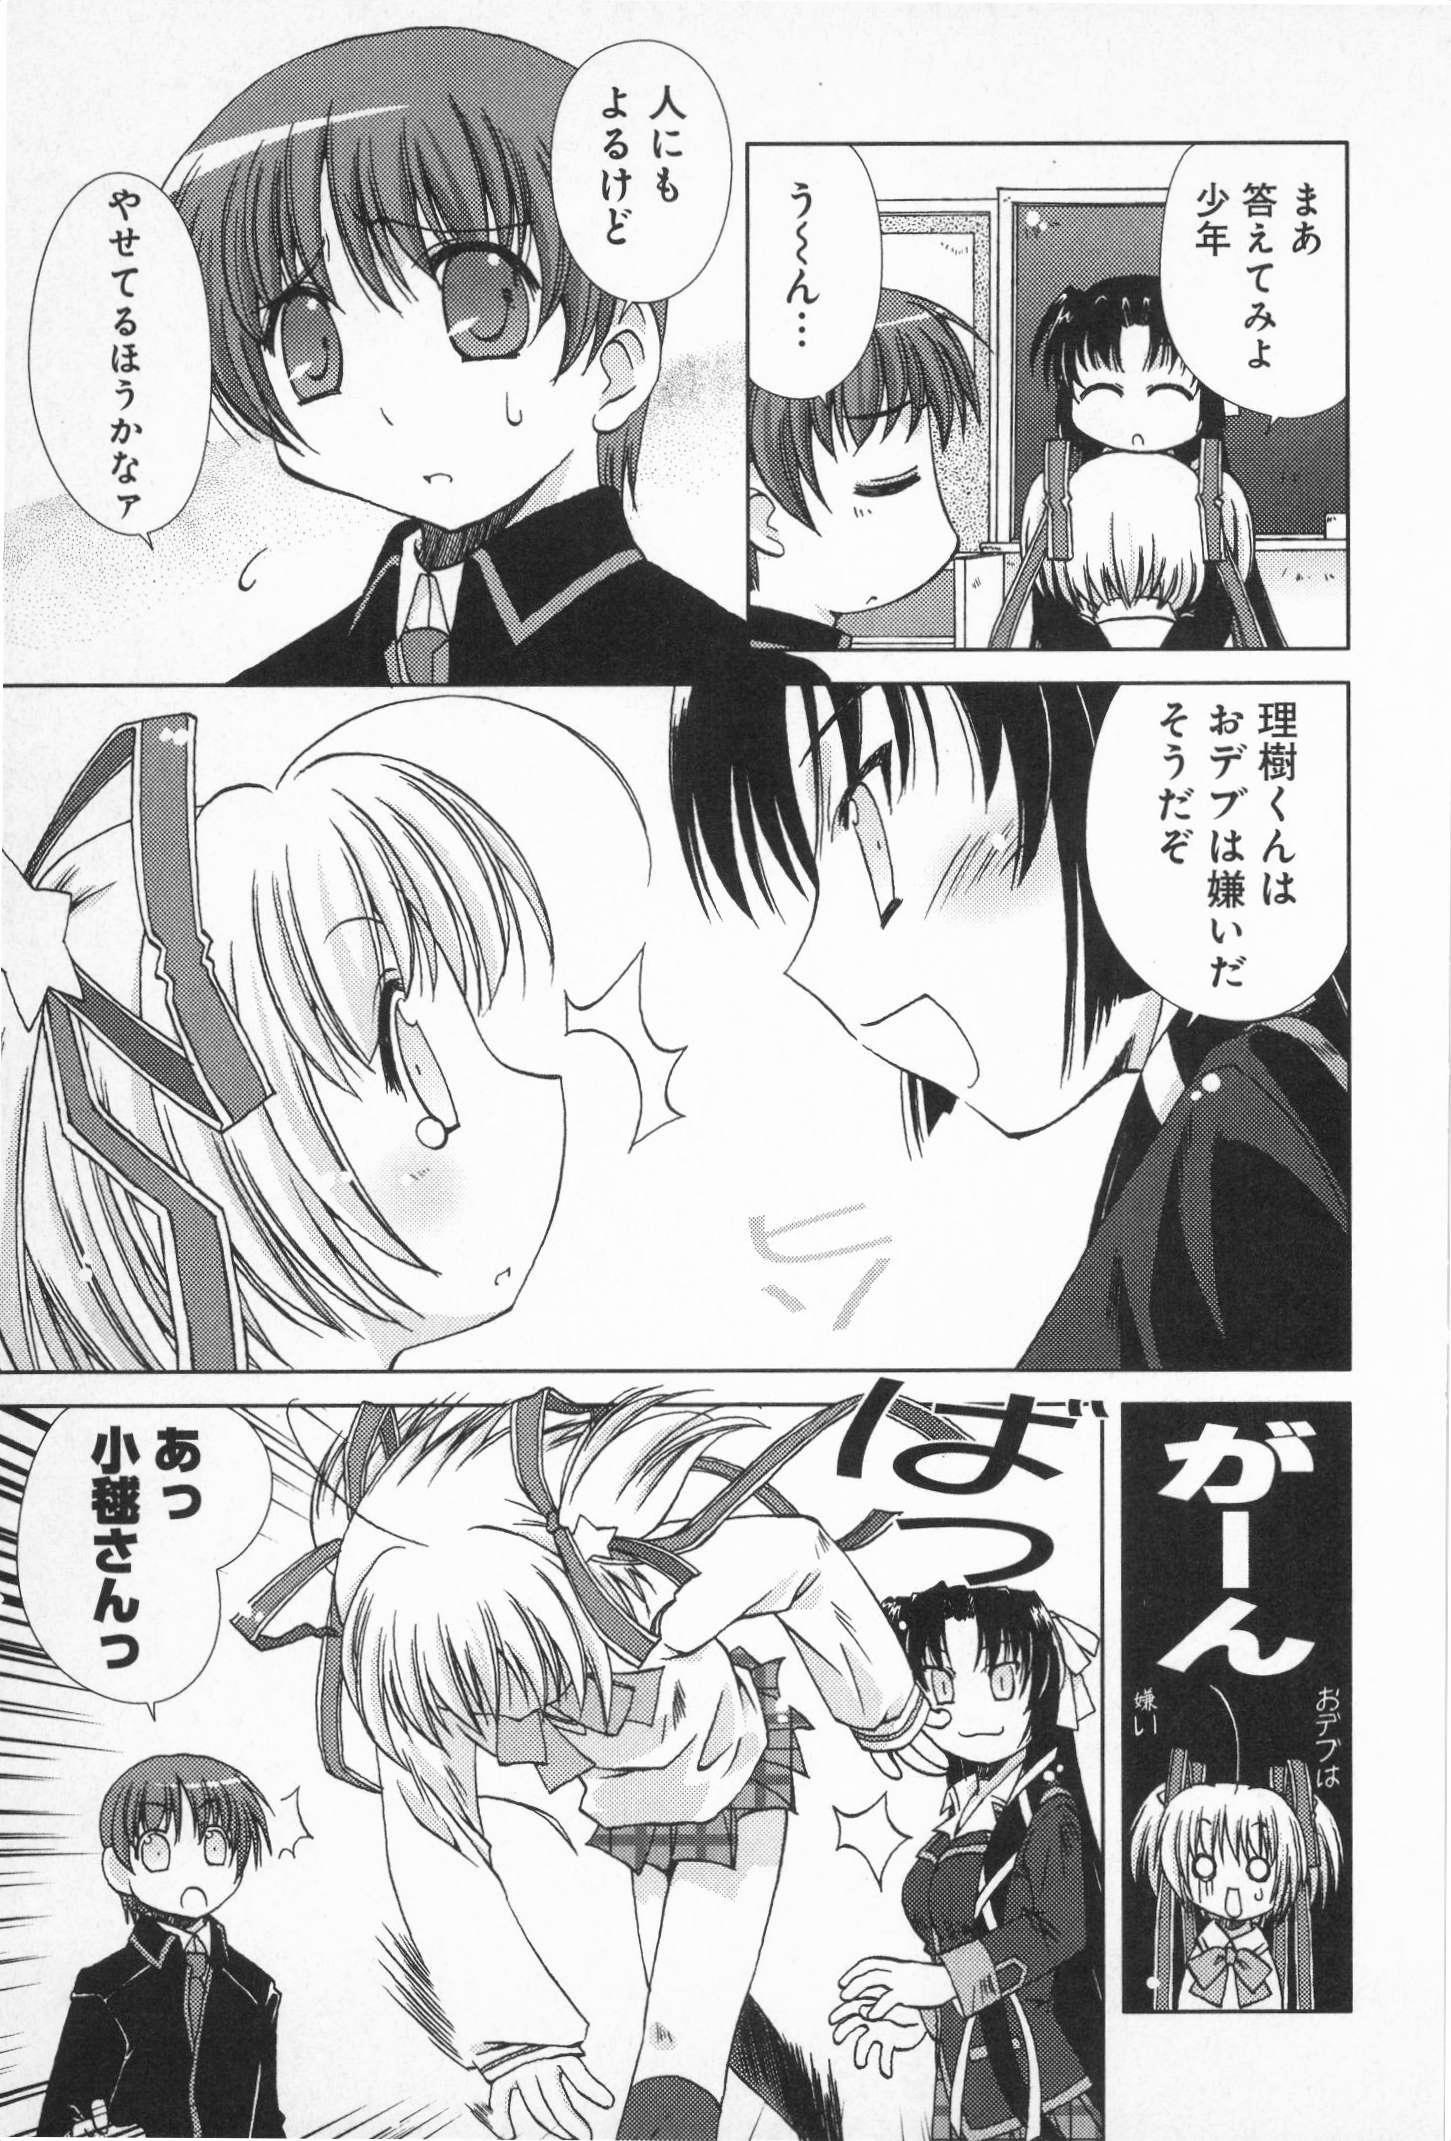 まあ
答えてみよ
少年
う～ん…
人にも
よるけど
やせてるほうかなァ
理樹くんは
おデブは嫌いだ
そうだぞ
がーん
おデブは
嫌い
ばっ
あっ
小毬さんっ